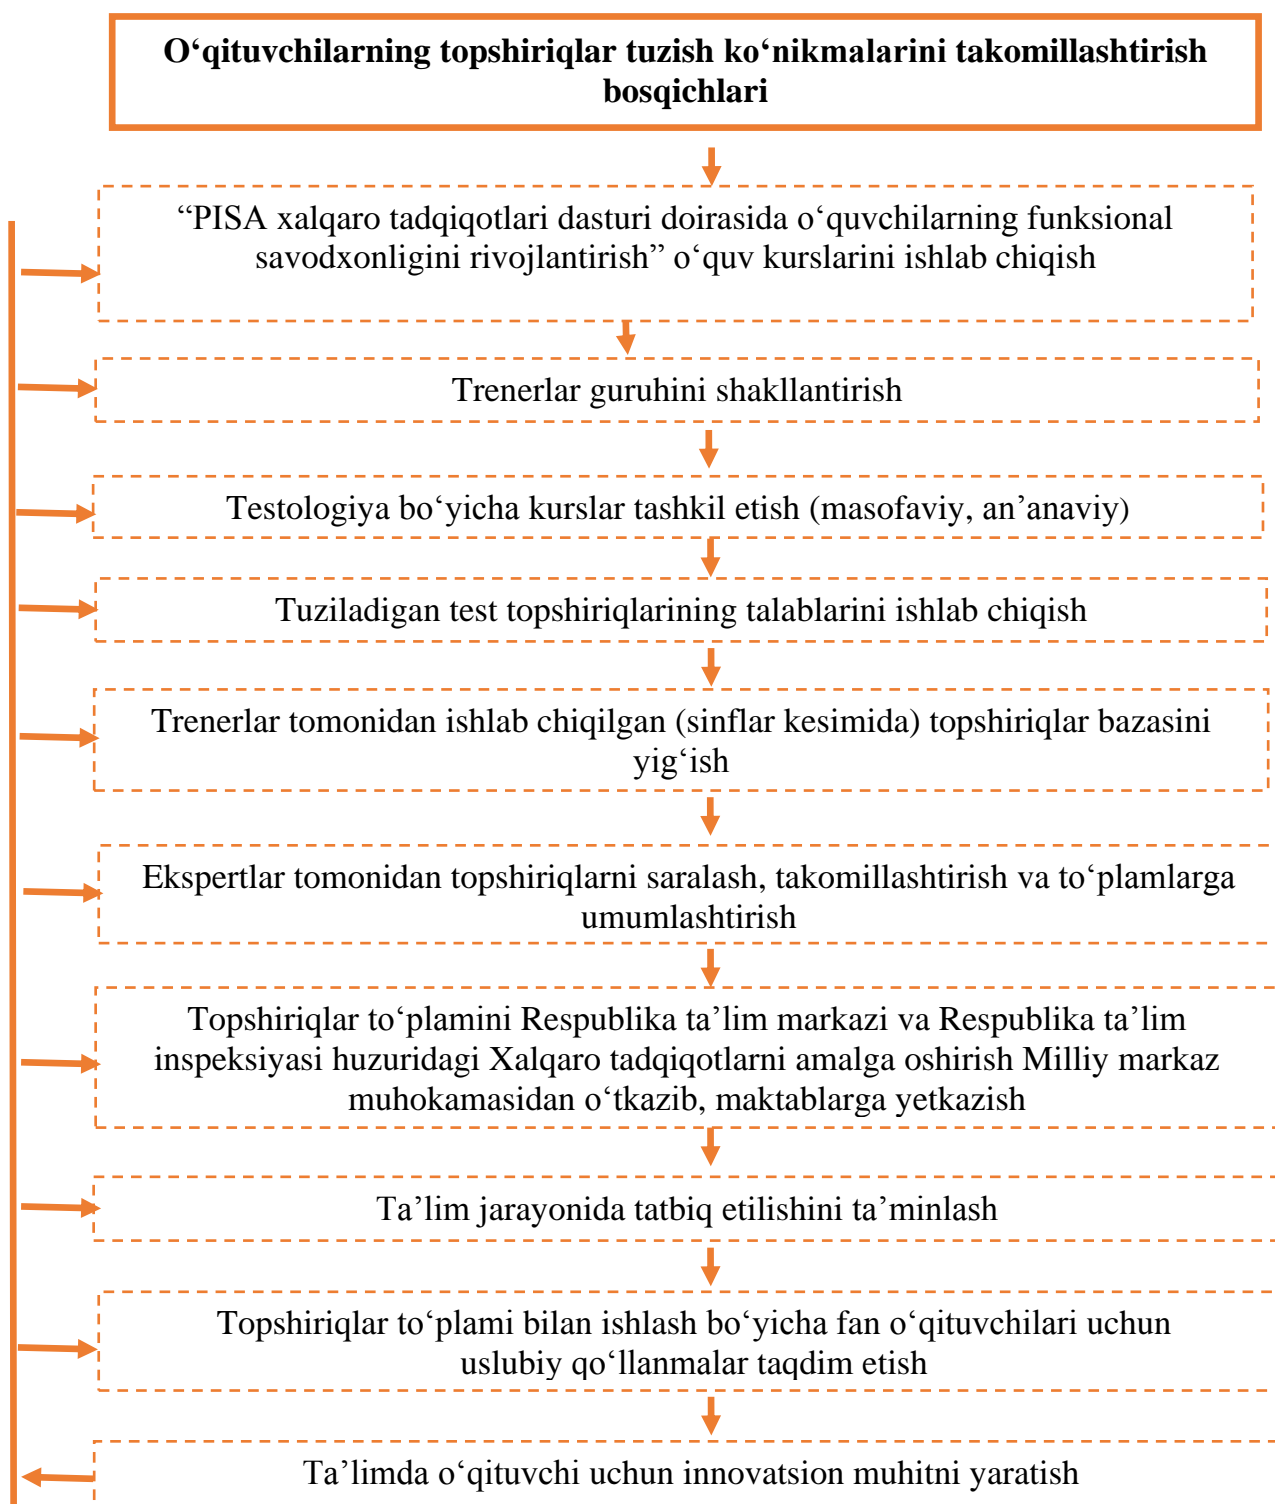 O‘qituvchilarning topshiriqlar tuzish ko‘nikmalarini takomillashtirish
bosqichlari
“PISA xalqaro tadqiqotlari dasturi doirasida o‘quvchilarning funksional
savodxonligini rivojlantirish” o‘quv kurslarini ishlab chiqish
Trenerlar guruhini shakllantirish
Testologiya bo‘yicha kurslar tashkil etish (masofaviy, an’anaviy)
Tuziladigan test topshiriqlarining talablarini ishlab chiqish
Trenerlar tomonidan ishlab chiqilgan (sinflar kesimida) topshiriqlar bazasini
yig‘ish
Ekspertlar tomonidan topshiriqlarni saralash, takomillashtirish va to‘plamlarga
umumlashtirish
Topshiriqlar to‘plamini Respublika ta’lim markazi va Respublika ta’lim
inspeksiyasi huzuridagi Xalqaro tadqiqotlarni amalga oshirish Milliy markaz
muhokamasidan o‘tkazib, maktablarga yetkazish
Ta’lim jarayonida tatbiq etilishini ta’minlash
Topshiriqlar to‘plami bilan ishlash bo‘yicha fan o‘qituvchilari uchun
uslubiy qo‘llanmalar taqdim etish
Ta’limda o‘qituvchi uchun innovatsion muhitni yaratish